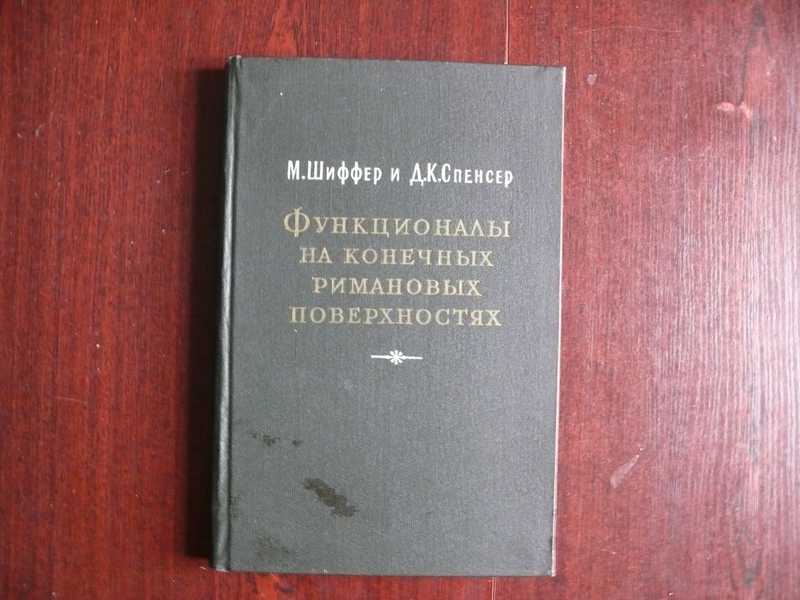 М. Шиффер и Д.К. Спенсер
Функционалы
на конечных
римановых
поверхностях